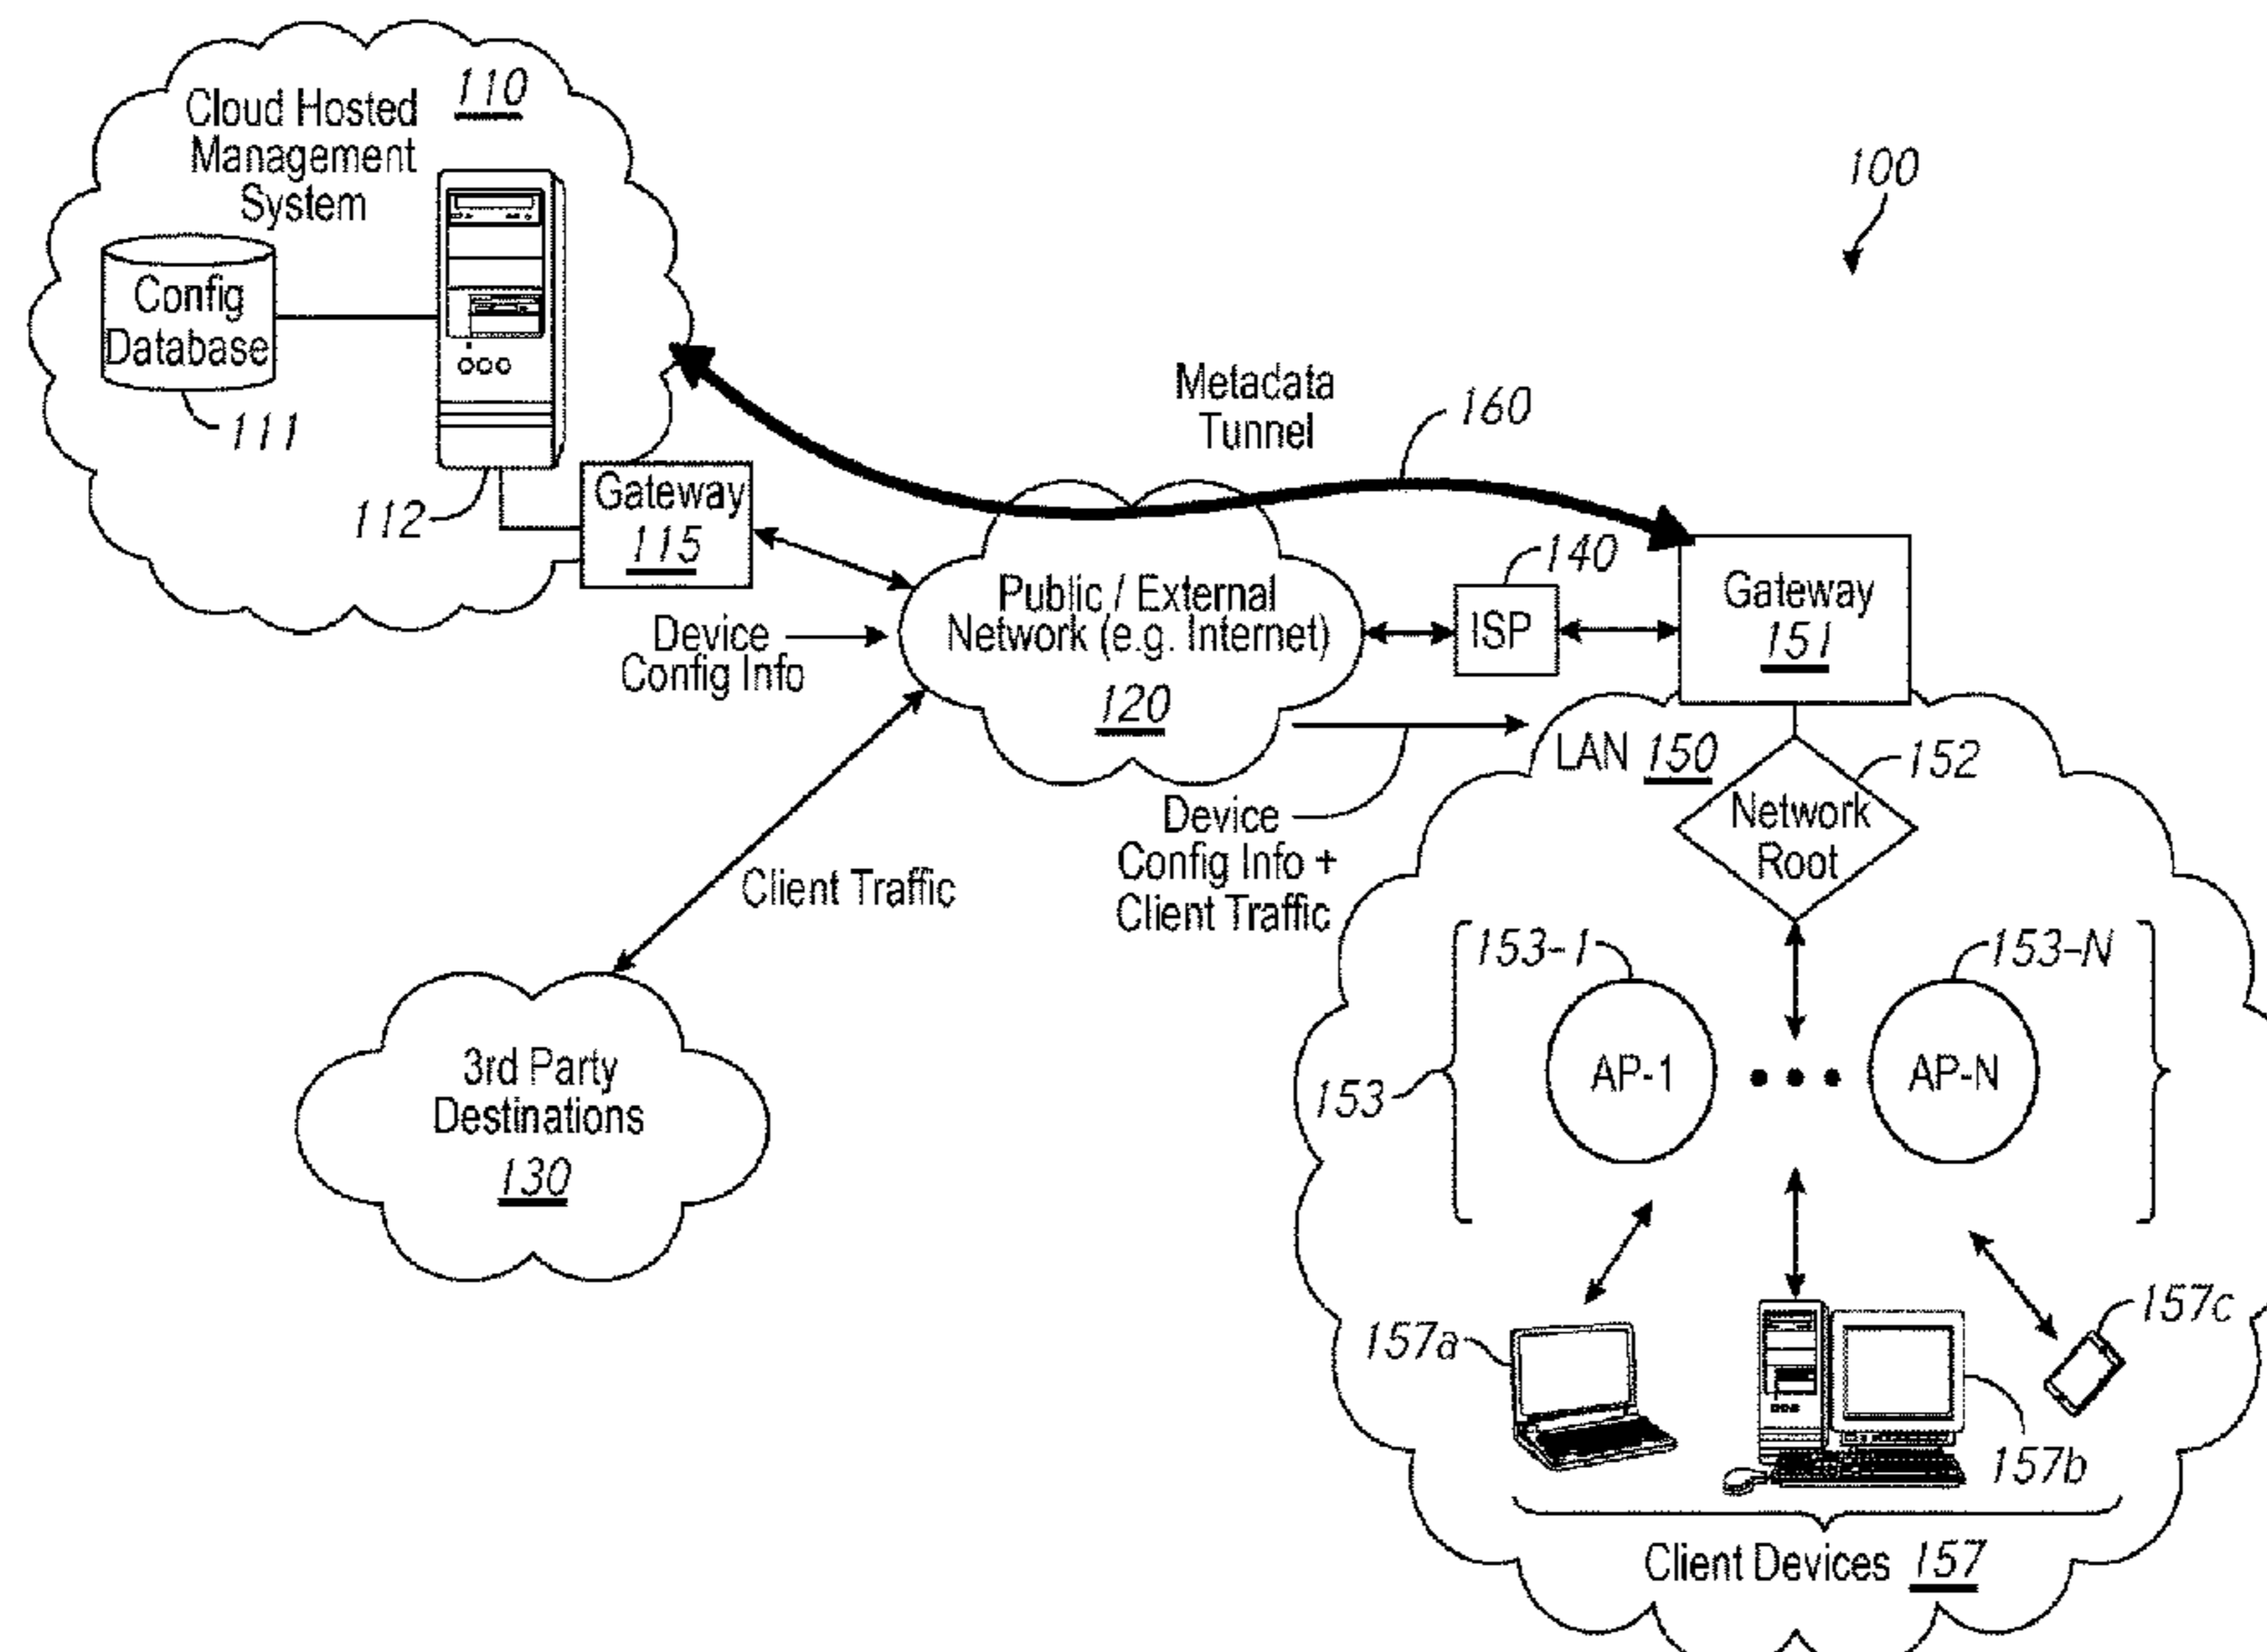 110
Cloud Hosted
Management
System
Config
Database
111
112
Gateway
115
100
Metadata
Tunnel
160
140
ISP
Gateway
151
Public / External
Network (e.g. Internet)
120
Device
Config Info
LAN 150
152
Network
Root
Device
Config Info +
Client Traffic
Client Traffic
3rd Party
Destinations
130
153-1
153-N
153
AP-1
AP-N
157a
157c
157b
Client Devices 157